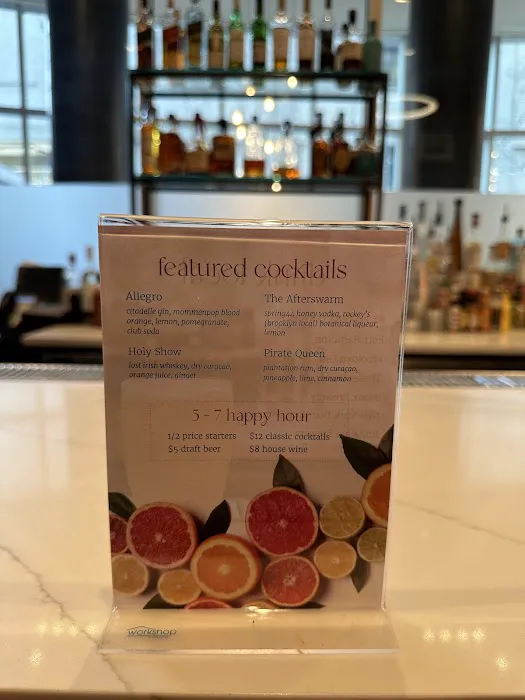 featured cocktails
Allegro
citadelle gin, mommenpop blood
orange, lemon, pomegranate,
club soda
The Afterswarm
spring44 honey vodka, rockey's
(brooklyn local) botanical liqueur,
lemon
Holy Show
lost irish whiskey, dry curacao,
orange juice, ginger
Pirate Queen
plantation rum, dry curaçao,
pineapple, lime, cinnamon
3 - 7 happy hour
1/2 price starters
$5 draft beer
$12 classic cocktails
$8 house wine
workshop